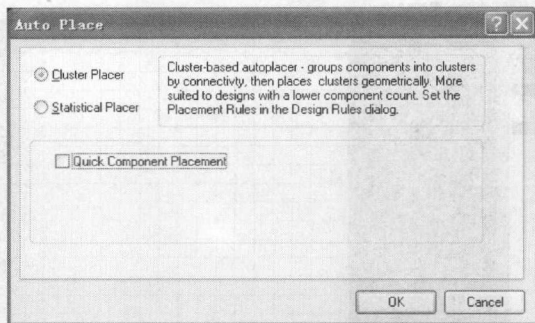 Auto Place
Cluster Placer
Statistical Placer
Cluster-based autoplacer - groups components into clusters
by connectivty, then places clusters geometrically. More
suited to designs with a lower component count. Set the
Placement Rules in the Design Rules dialog.
Quick Component Placement
OK
Cancel